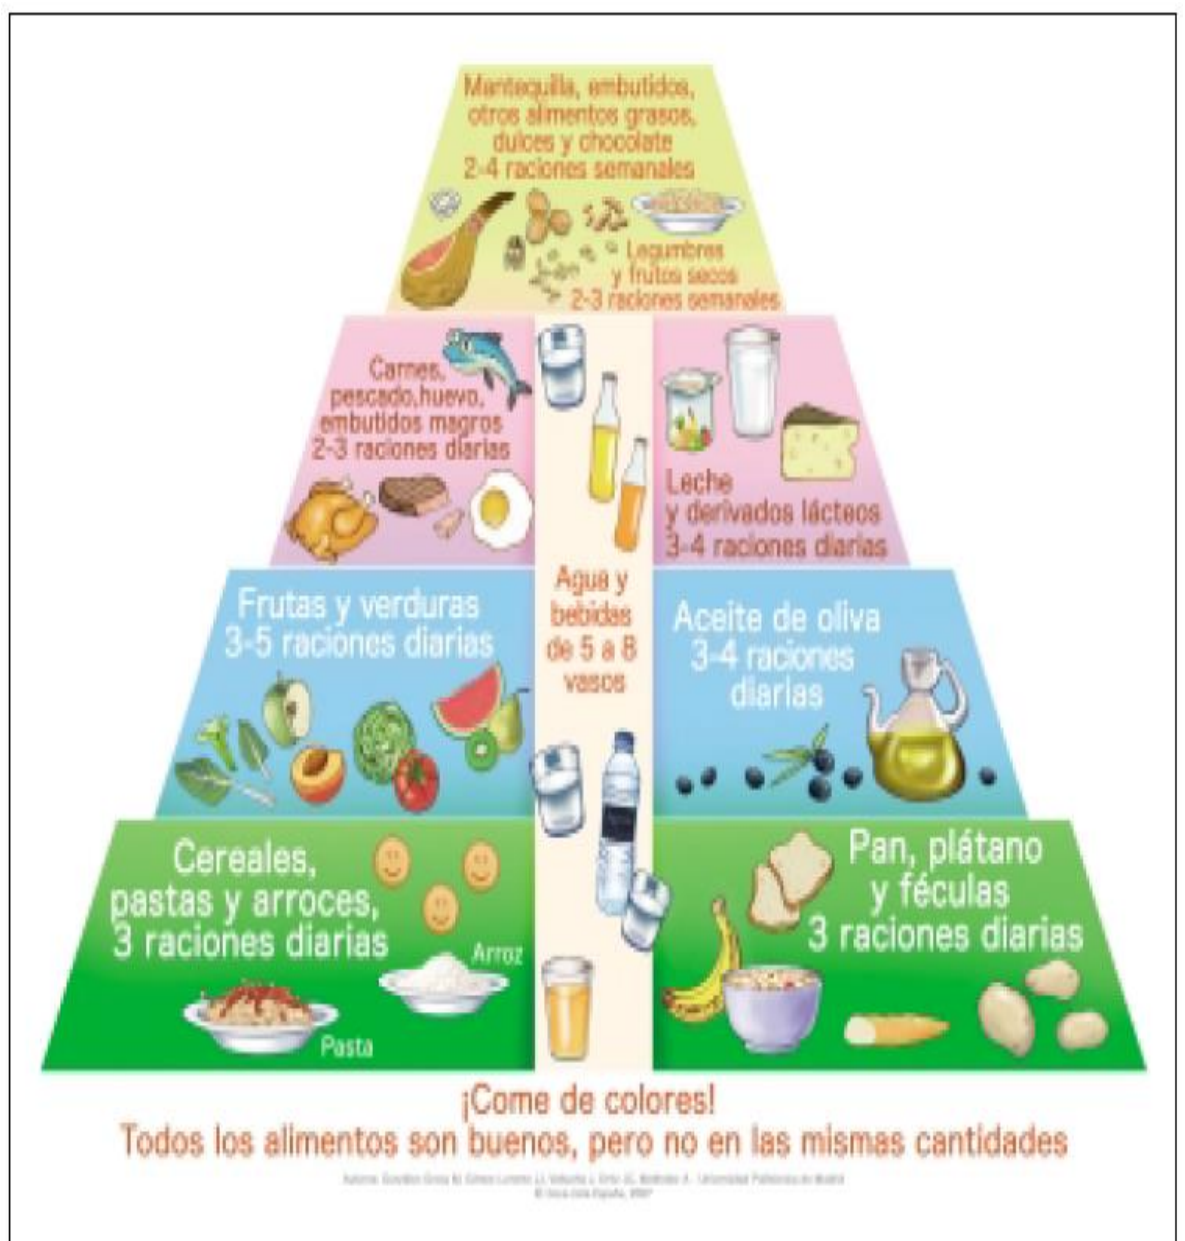 Mantequilla, embutidos,
otros alimentos grasos,
dulces y chocolate
2-4 raciones semanales
Legumbres
y frutos secos
2-3 raciones semanales
Carnes,
pescado,huevo,
embutidos magros
2-3 raciones diarias
Leche
y derivados lácteos
3-4 raciones diarias
Agua y
bebidas
de 5 a 8
vasos
Frutas y verduras
3-5 raciones diarias
Aceite de oliva
3-4 raciones
diarias
Cereales,
pastas y arroces,
3 raciones diarias
Arroz
Pasta
Pan, plátano
y féculas
3 raciones diarias
¡Come de colores!
Todos los alimentos son buenos, pero no en las mismas cantidades